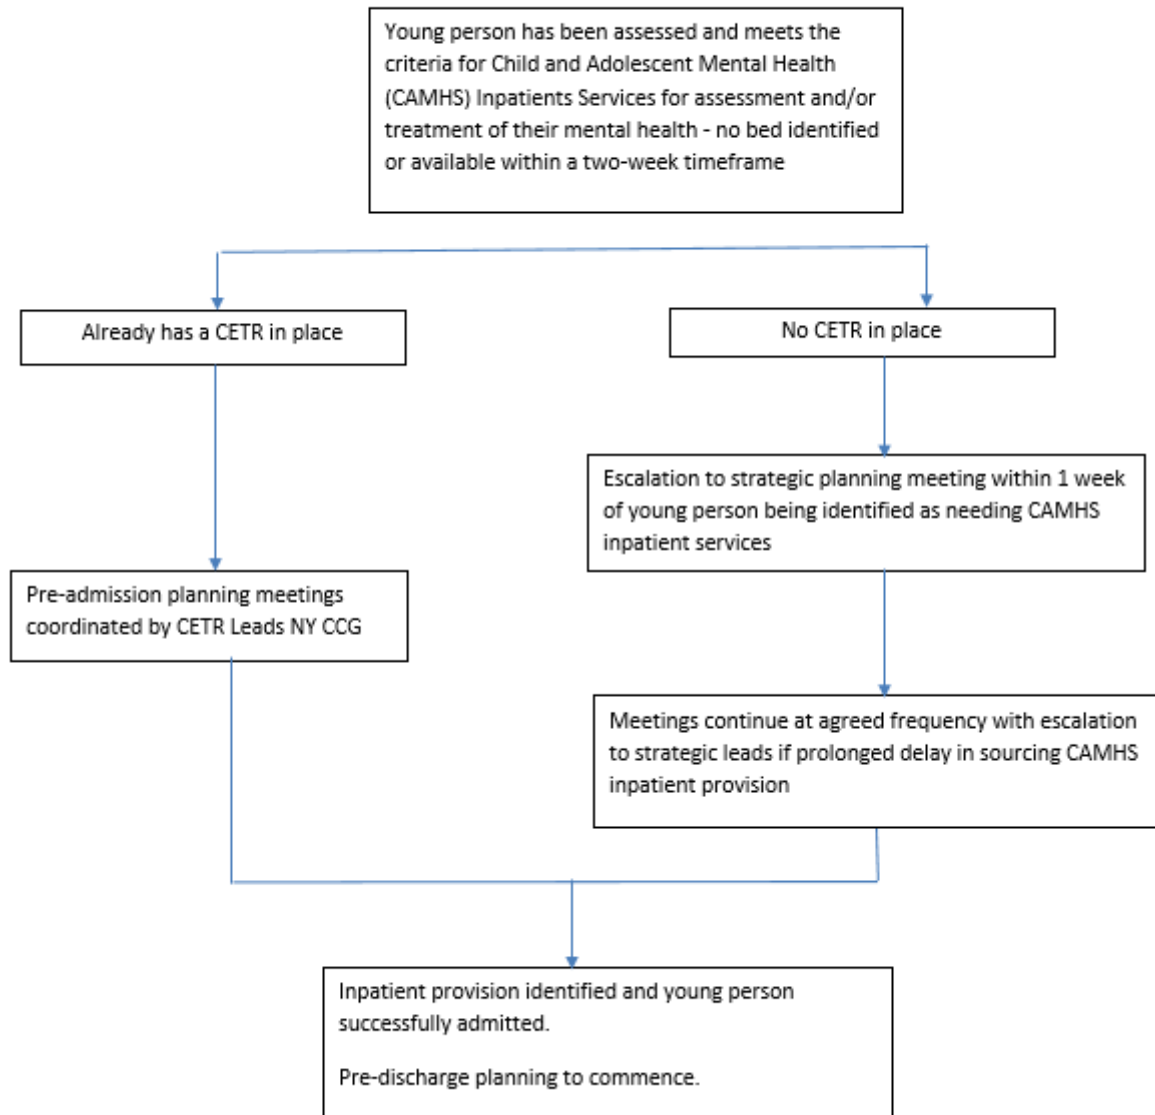 Young person has been assessed and meets the
criteria for Child and Adolescent Mental Health
(CAMHS) Inpatients Services for assessment and/or
treatment of their mental health - no bed identified
or available within a two-week timeframe
Already has a CETR in place
No CETR in place
Escalation to strategic planning meeting within 1 week
of young person being identified as needing CAMHS
inpatient services
Pre-admission planning meetings
coordinated by CETR Leads NY CCG
Meetings continue at agreed frequency with escalation
to strategic leads if prolonged delay in sourcing CAMHS
inpatient provision
Inpatient provision identified and young person
successfully admitted.
Pre-discharge planning to commence.